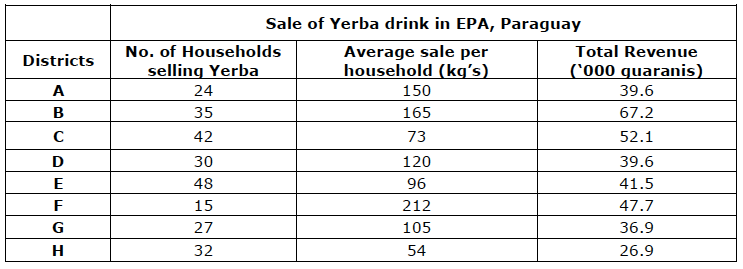 Sale of Yerba drink in EPA, Paraguay
Districts No. of Households selling Yerba Average sale per household (kg's) Total Revenue (‘000 guaranis)
A 24 150 39.6
B 35 165 67.2
C 42 73 52.1
D 30 120 39.6
E 48 96 41.5
F 15 212 47.7
G 27 105 36.9
H 32 54 26.9